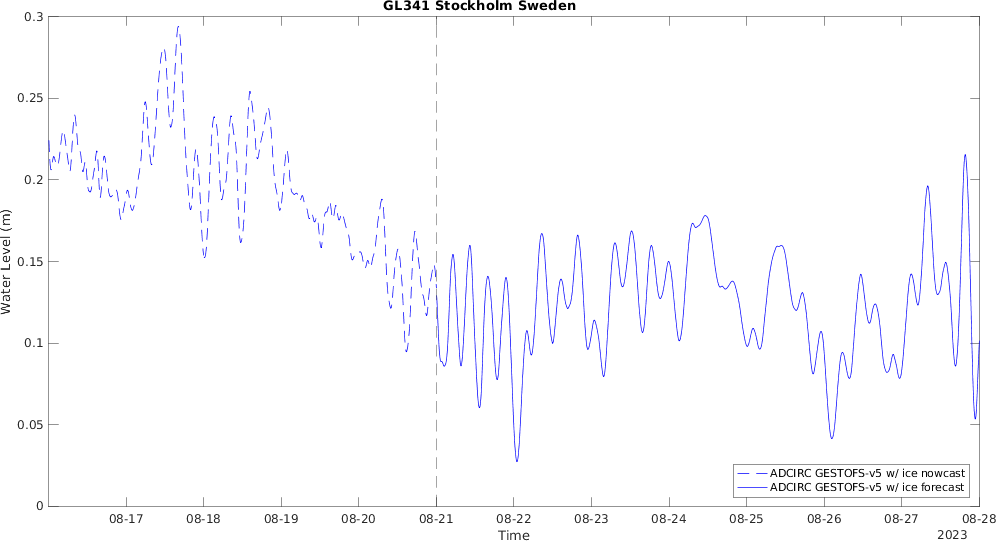 GL341 Stockholm Sweden
0.3
0.25
0.2
0.15
0.1
0.05
0
Water Level (m)
ADCIRC GESTOFS-v5 w/ ice nowcast
ADCIRC GESTOFS-v5 w/ ice forecast
08-17 08-18 08-19 08-20 08-21 08-22 08-23 08-24 08-25 08-26 08-27 08-28
Time
2023